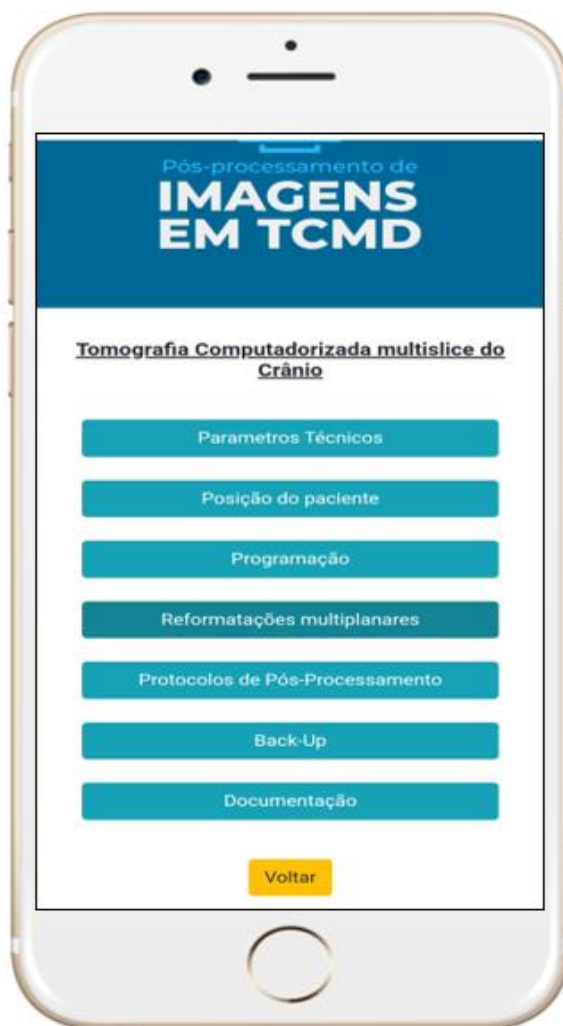 Pós-processamento de
IMAGENS
EM TCMD
Tomografia Computadorizada multislice do
Crânio
Parametros Técnicos
Posição do paciente
Programação
Reformatações multiplanares
Protocolos de Pós-Processamento
Back-Up
Documentação
Voltar